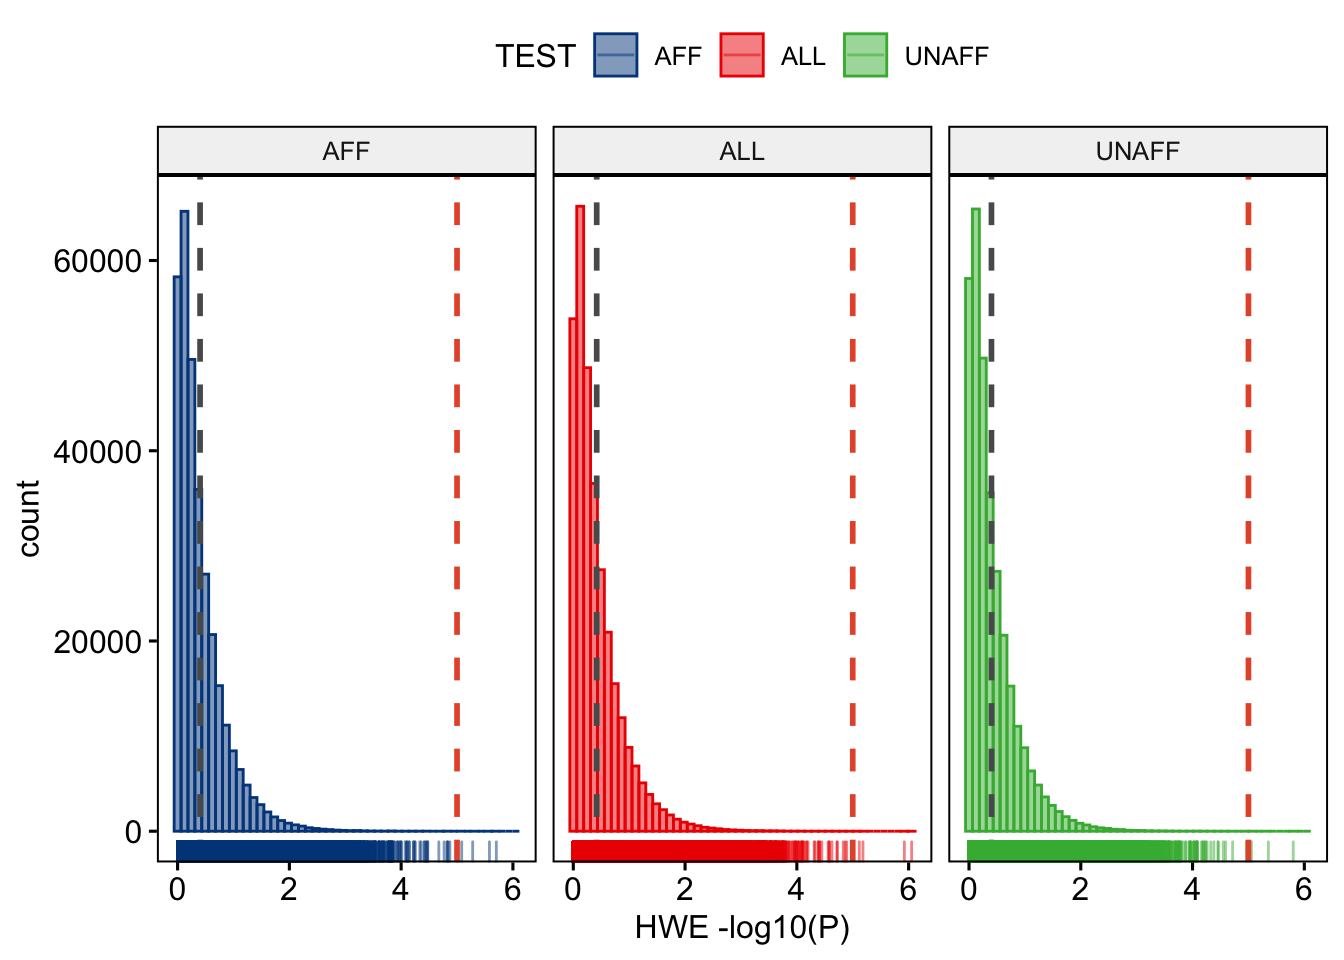 TEST AFF ALL UNAFF
AFF ALL UNAFF
60000
40000
20000
0
count
0 2 4 6 0 2 4 6 0 2 4 6
HWE -log10(P)